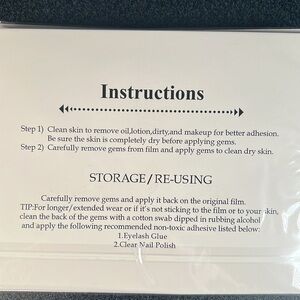 Instructions
Step 1) Clean skin to remove oil,lotion,dirty,and makeup for better adhesion.
Be sure the skin is completely dry before applying gems.
Step 2) Carefully remove gems from film and apply gems to clean dry skin.
STORAGE/RE-USING
Carefully remove gems and apply it back on the original film.
TIP:For longer/extended wear or if it's not sticking to the film or to your skin,
clean the back of the gems with a cotton swab dipped in rubbing alcohol
and apply the following recommended non-toxic adhesive listed below:
1.Eyelash Glue
2.Clear Nail Polish